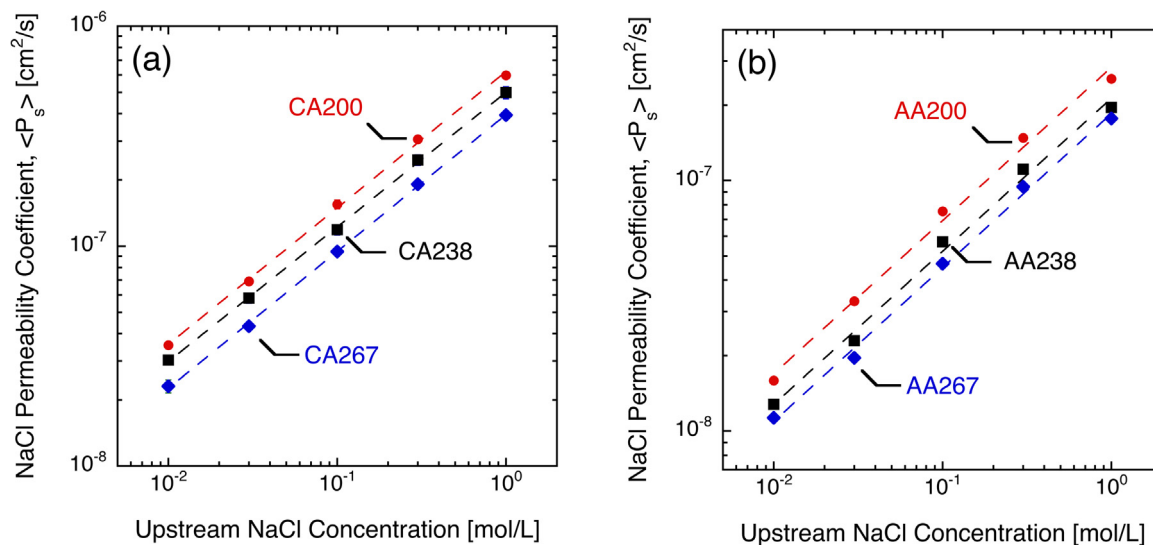 (a)
NaCl Permeability Coefficient, <Pₛ> [cm²/s]
10⁻⁶
10⁻⁷
10⁻⁸
CA200
CA238
CA267
10⁻²
10⁻¹
10⁰
Upstream NaCl Concentration [mol/L]
(b)
NaCl Permeability Coefficient, <Pₛ> [cm²/s]
10⁻⁷
10⁻⁸
AA200
AA238
AA267
10⁻²
10⁻¹
10⁰
Upstream NaCl Concentration [mol/L]